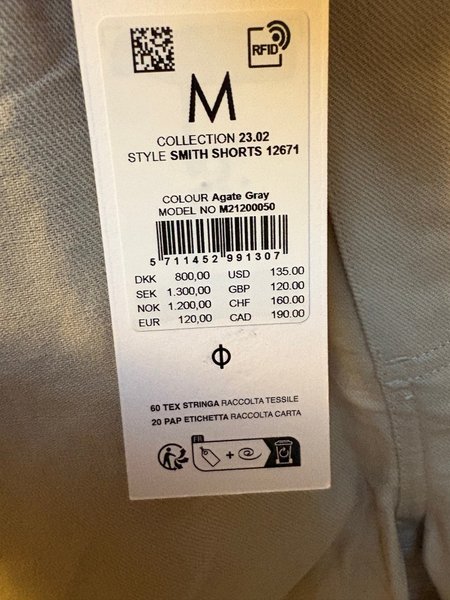 RFID
M
COLLECTION 23.02
STYLE SMITH SHORTS 12671
COLOUR Agate Gray
MODEL NO M21200050
5 711452 991307
DKK 800,00 USD 135.00
SEK 1.300,00 GBP 120.00
NOK 1.200,00 CHF 160.00
EUR 120,00 CAD 190.00
60 TEX STRINGA RACCOLTA TESSILE
20 PAP ETICHETTA RACCOLTA CARTA
FR
+